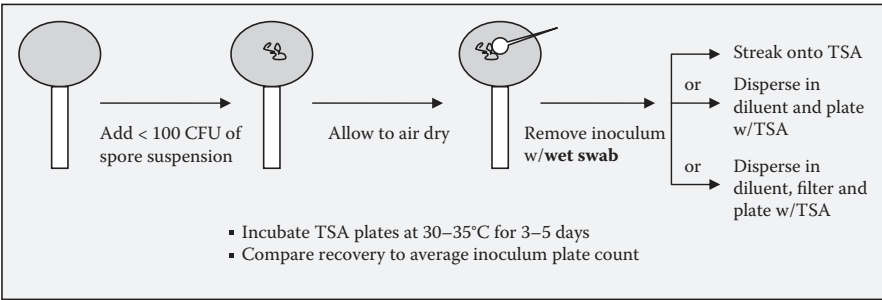 Add < 100 CFU of
spore suspension
Allow to air dry
Remove inoculum
w/wet swab
Streak onto TSA
or
Disperse in
diluent and plate
w/TSA
or
Disperse in
diluent, filter and
plate w/TSA
▪ Incubate TSA plates at 30–35°C for 3–5 days
▪ Compare recovery to average inoculum plate count